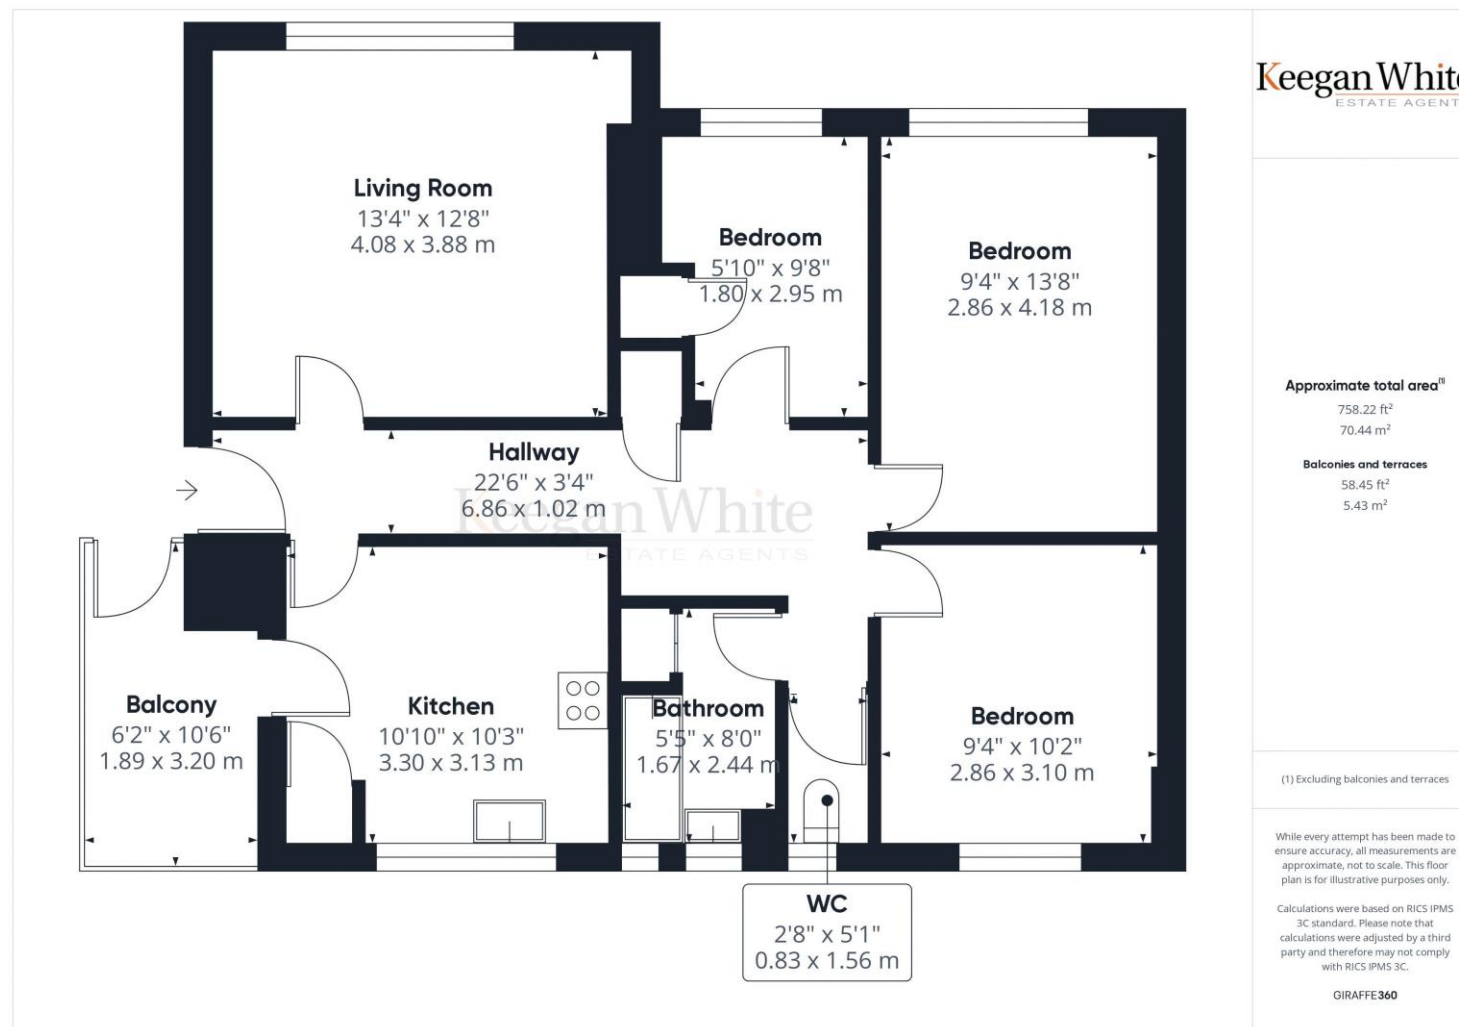 Living Room
13'4" x 12'8"
4.08 x 3.88 m
Bedroom
5'10" x 9'8"
1.80 x 2.95 m
Bedroom
9'4" x 13'8"
2.86 x 4.18 m
Hallway
22'6" x 3'4"
6.86 x 1.02 m
Keegan White
ESTATE AGENTS
Balcony
6'2" x 10'6"
1.89 x 3.20 m
Kitchen
10'10" x 10'3"
3.30 x 3.13 m
Bathroom
5'5" x 8'0"
1.67 x 2.44 m
Bedroom
9'4" x 10'2"
2.86 x 3.10 m
WC
2'8" x 5'1"
0.83 x 1.56 m
Keegan White
ESTATE AGENT
Approximate total area(1)
758.22 ft²
70.44 m²
Balconies and terraces
58.45 ft²
5.43 m²
(1) Excluding balconies and terraces
While every attempt has been made to
ensure accuracy, all measurements are
approximate, not to scale. This floor
plan is for illustrative purposes only.
Calculations were based on RICS IPMS
3C standard. Please note that
calculations were adjusted by a third
party and therefore may not comply
with RICS IPMS 3C.
GIRAFFE360